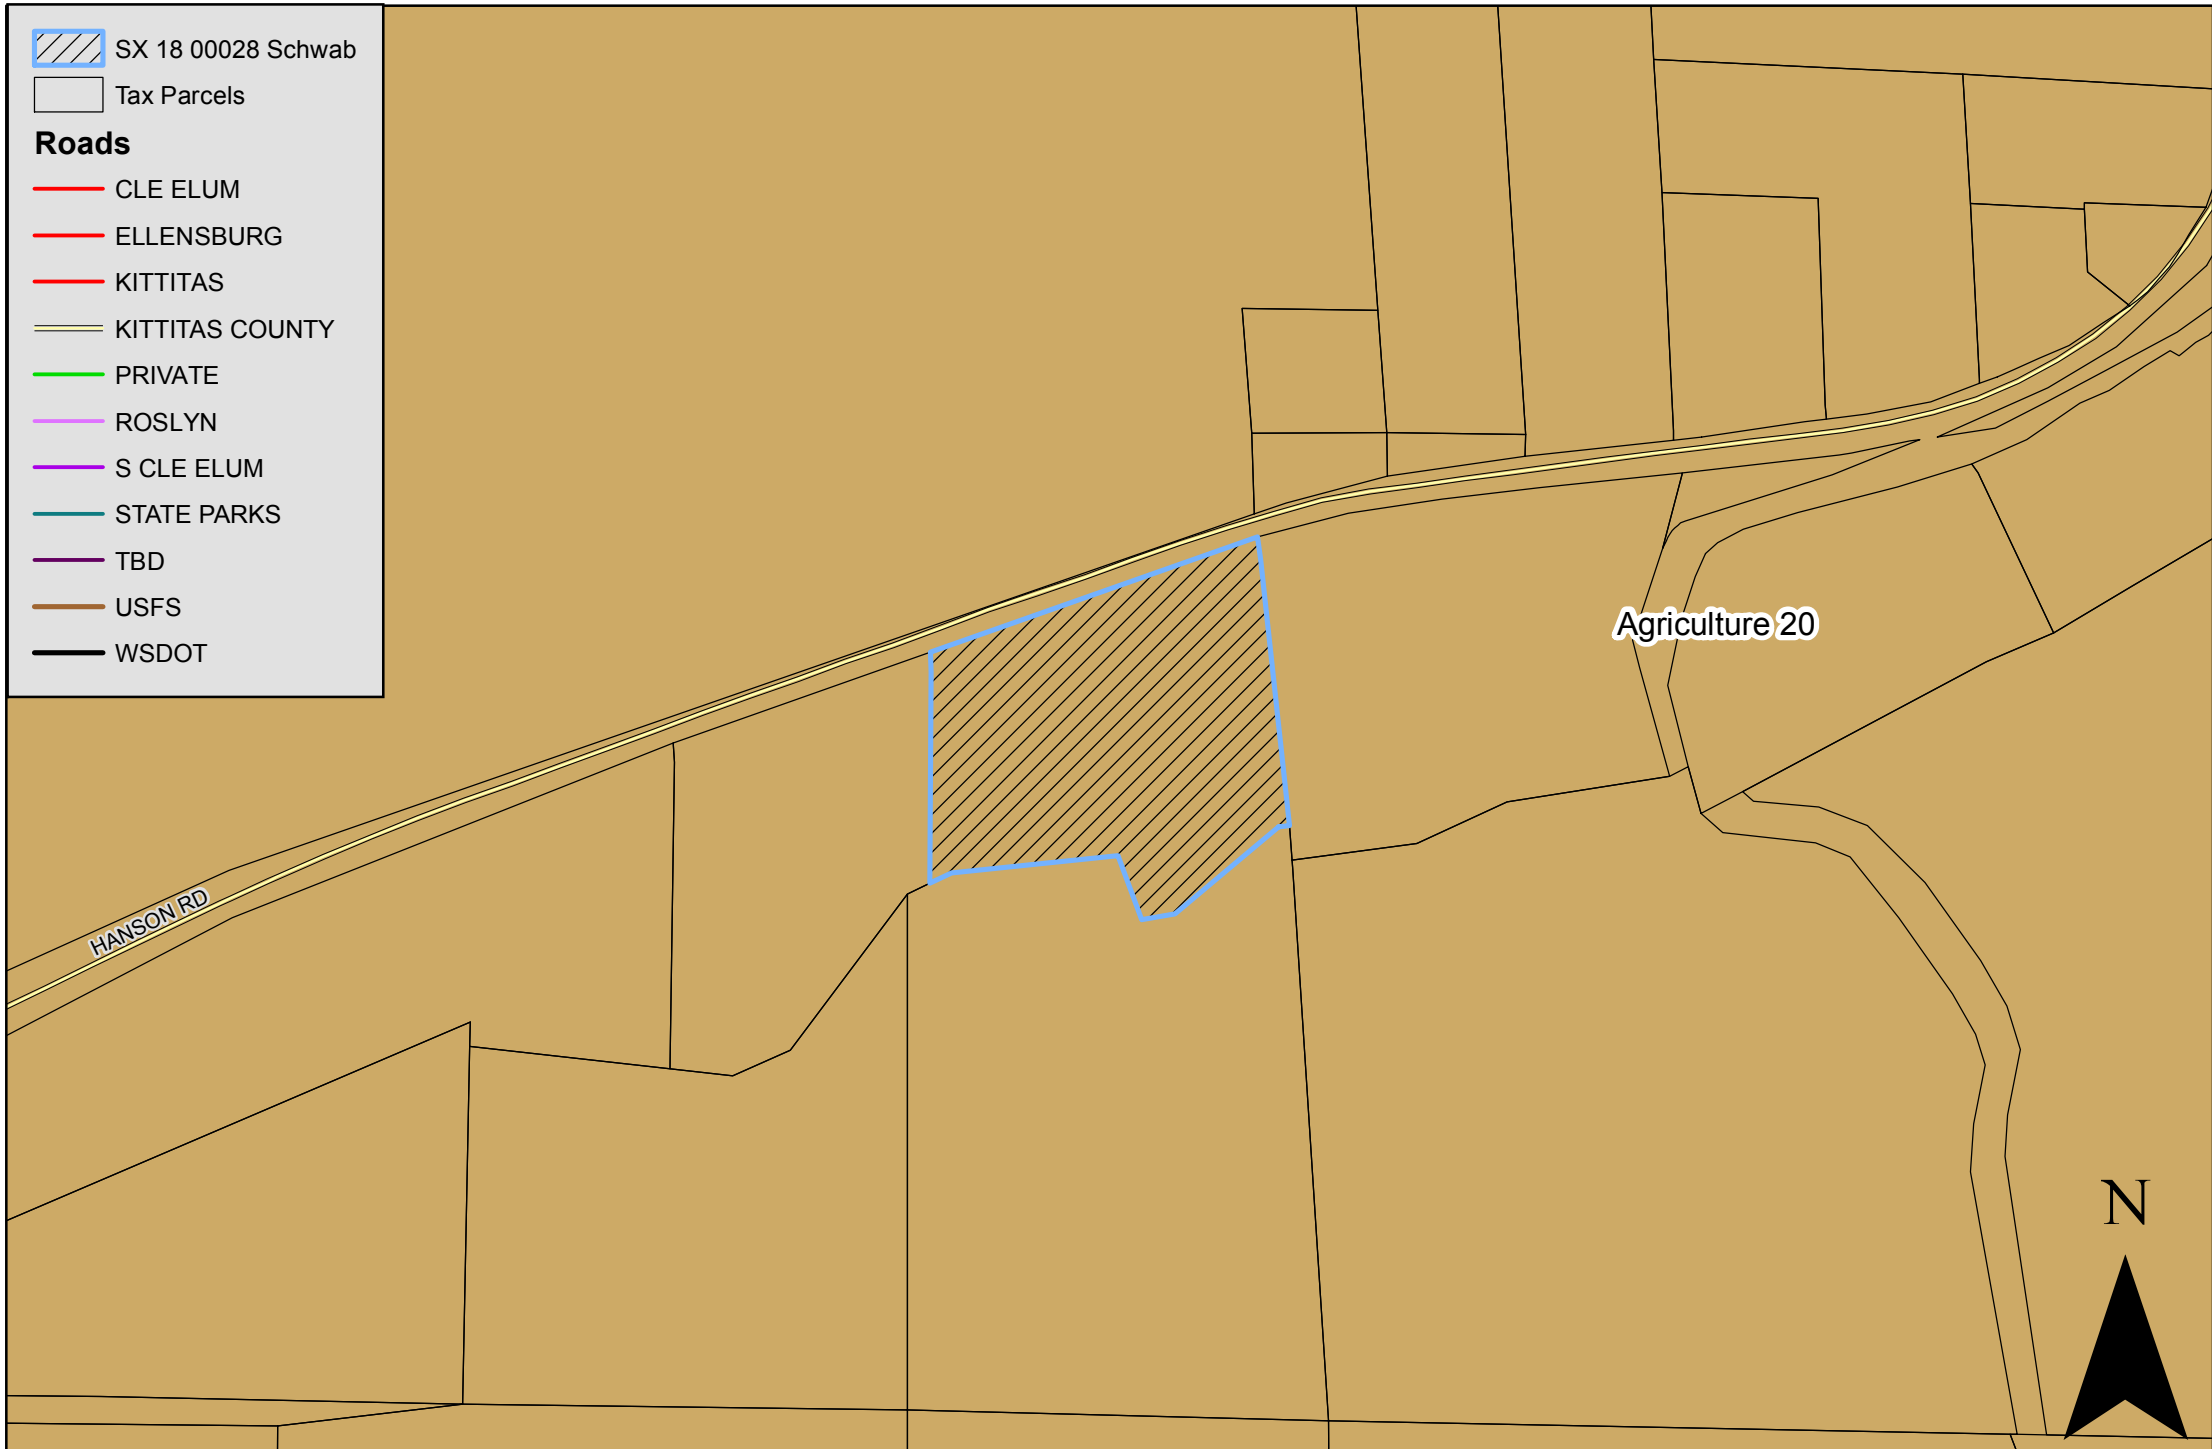 SX 18 00028 Schwab
Tax Parcels
Roads
CLE ELUM
ELLENSBURG
KITTITAS
KITTITAS COUNTY
PRIVATE
ROSLYN
S CLE ELUM
STATE PARKS
TBD
USFS
WSDOT
Agriculture 20
HANSON RD
N